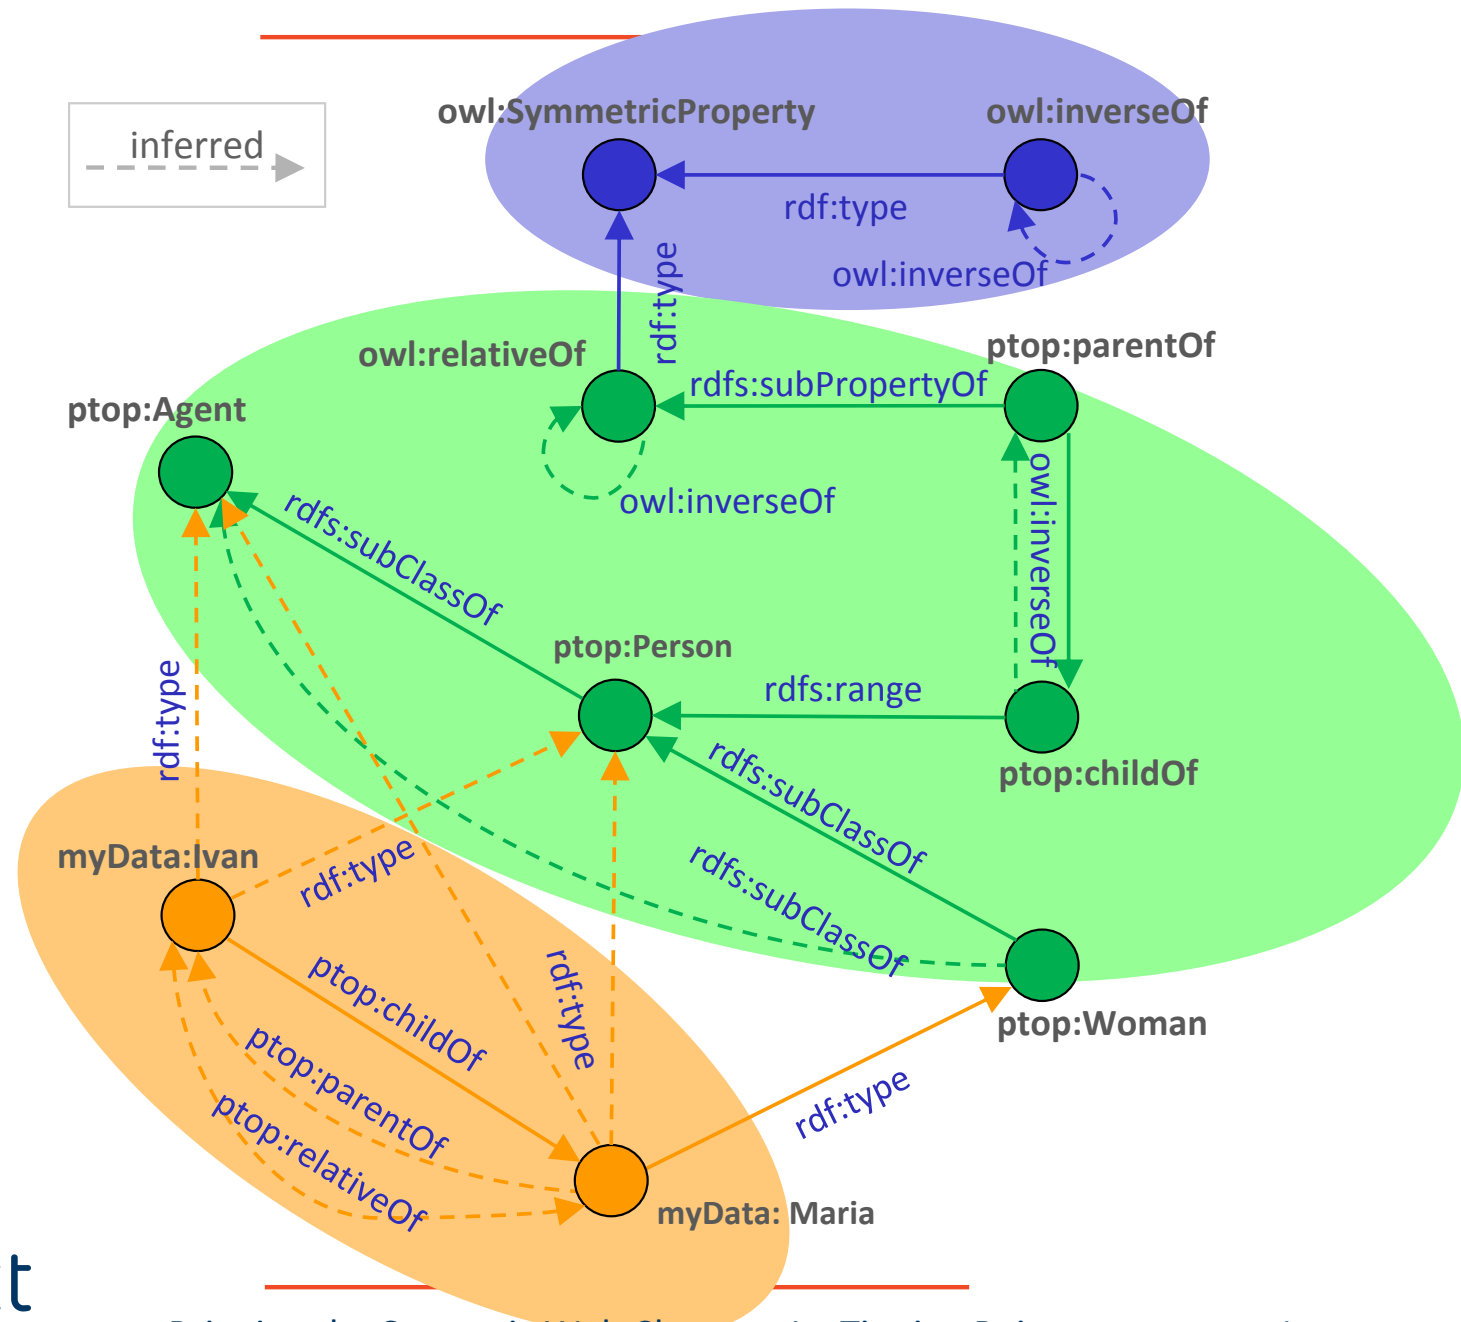 owl:SymmetricProperty
owl:inverseOf
inferred
rdf:type
owl:inverseOf
rdf:type
owl:relativeOf
ptop:parentOf
rdfs:subPropertyOf
ptop:Agent
owl:inverseOf
owl:inverseOf
rdfs:subClassOf
ptop:Person
rdfs:range
rdf:type
ptop:childOf
rdfs:subClassOf
myData:Ivan
rdf:type
rdfs:subClassOf
ptop:childOf
rdf:type
ptop:Woman
ptop:parentOf
rdf:type
ptop:relativeOf
myData: Maria